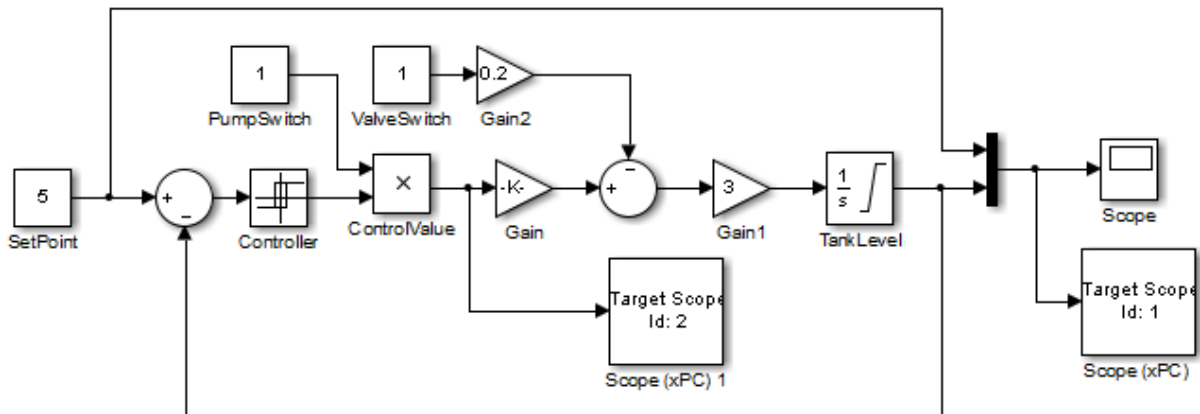 1
PumpSwitch
1
ValveSwitch
0.2
Gain2
5
SetPoint
+
−
Controller
×
ControlValue
-K-
Gain
+
−
3
Gain1
1
s
TankLevel
Scope
Target Scope
Id: 2
Scope (xPC) 1
Target Scope
Id: 1
Scope (xPC)